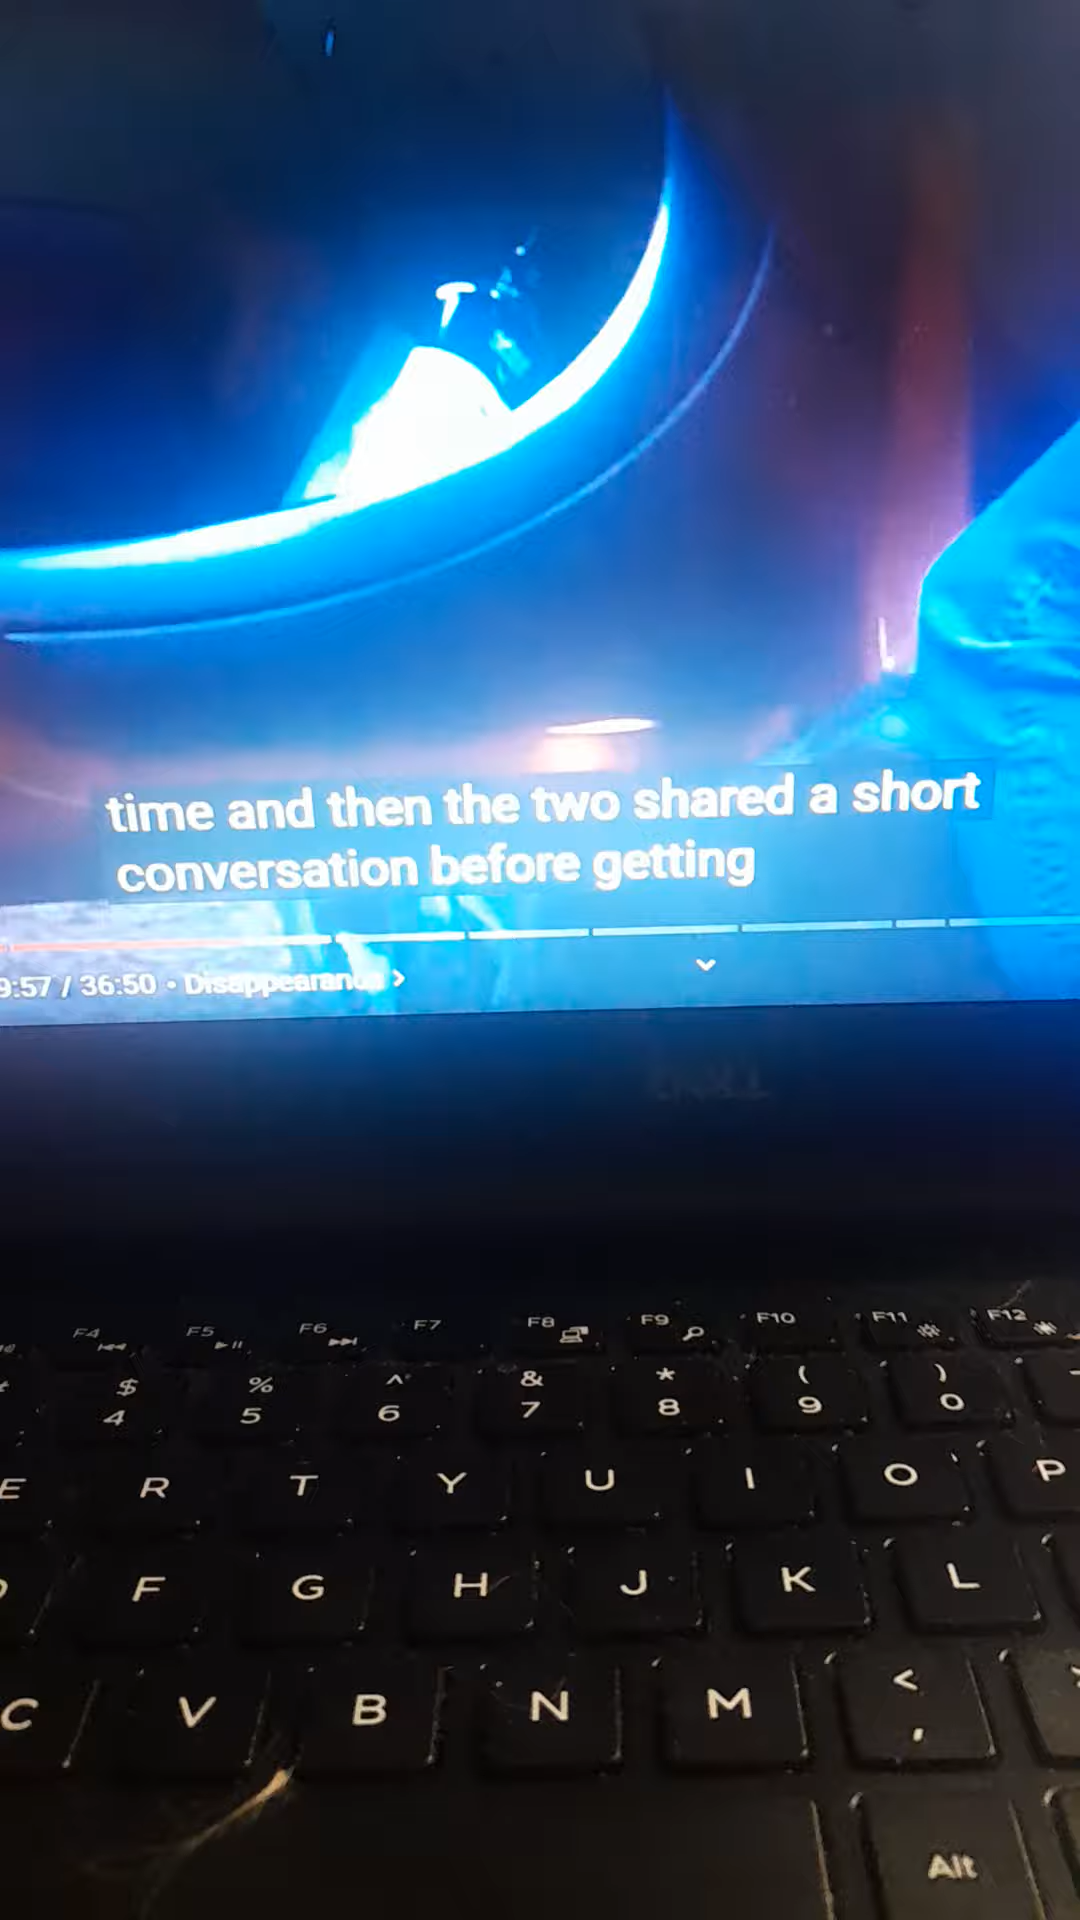 time and then the two shared a short
conversation before getting
9:57 / 36:50 • Disappearance >
DELL
F4 F5 F6 F7 F8 F9 F10 F11 F12
$ % ^ & * ( )
4 5 6 7 8 9 0
E R T Y U I O P
F G H J K L
C V B N M <
,
Alt